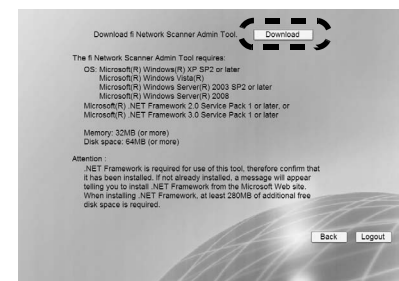 Download fi Network Scanner Admin Tool. Download
The fi Network Scanner Admin Tool requires:
OS: Microsoft(R) Windows(R) XP SP2 or later
Microsoft(R) Windows Vista(R)
Microsoft(R) Windows Server(R) 2003 SP2 or later
Microsoft(R) Windows Server(R) 2008
Microsoft(R) .NET Framework 2.0 Service Pack 1 or later, or
Microsoft(R) .NET Framework 3.0 Service Pack 1 or later
Memory: 32MB (or more)
Disk space: 64MB (or more)
Attention :
.NET Framework is required for use of this tool, therefore confirm that
it has been installed. If not already installed, a message will appear
telling you to install .NET Framework from the Microsoft Web site.
When installing .NET Framework, at least 280MB of additional free
disk space is required.
Back Logout